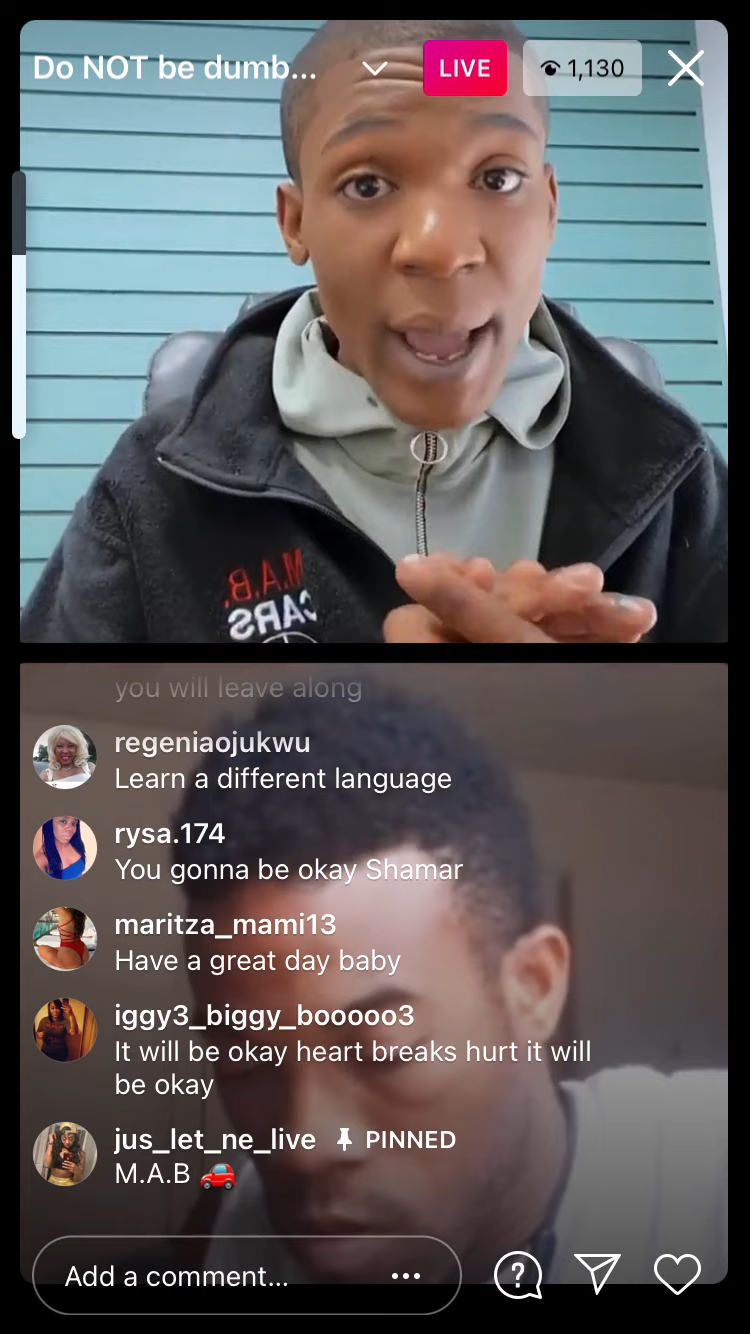 Do NOT be dumb...
LIVE
1,130
M.A.B.
CARS
you will leave along
regeniaojukwu
Learn a different language
rysa.174
You gonna be okay Shamar
maritza_mami13
Have a great day baby
iggy3_biggy_booooo3
It will be okay heart breaks hurt it will
be okay
jus_let_ne_live PINNED
M.A.B 🚗
Add a comment...